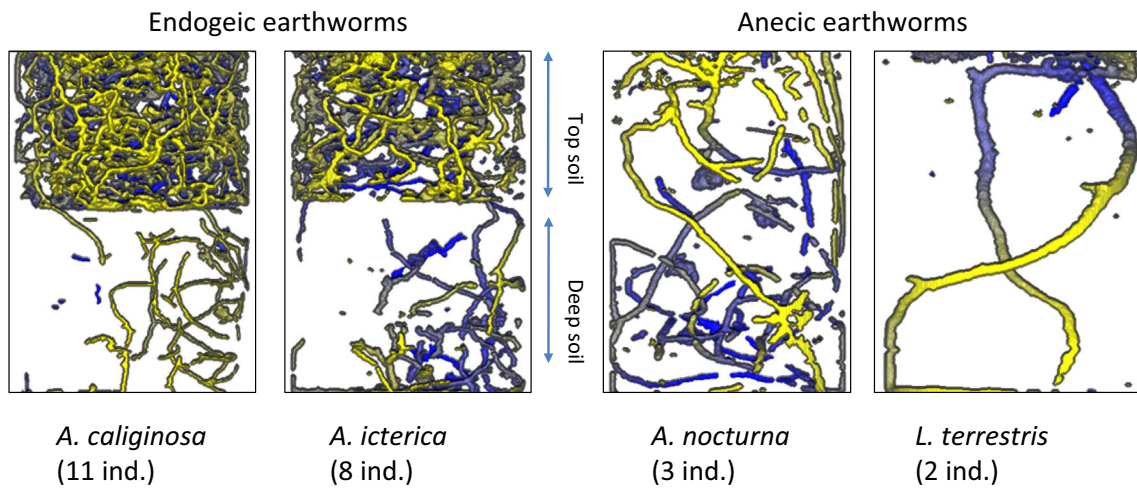 Endogeic earthworms
Anecic earthworms
Top soil
Deep soil
A. caliginosa
(11 ind.)
A. icterica
(8 ind.)
A. nocturna
(3 ind.)
L. terrestris
(2 ind.)